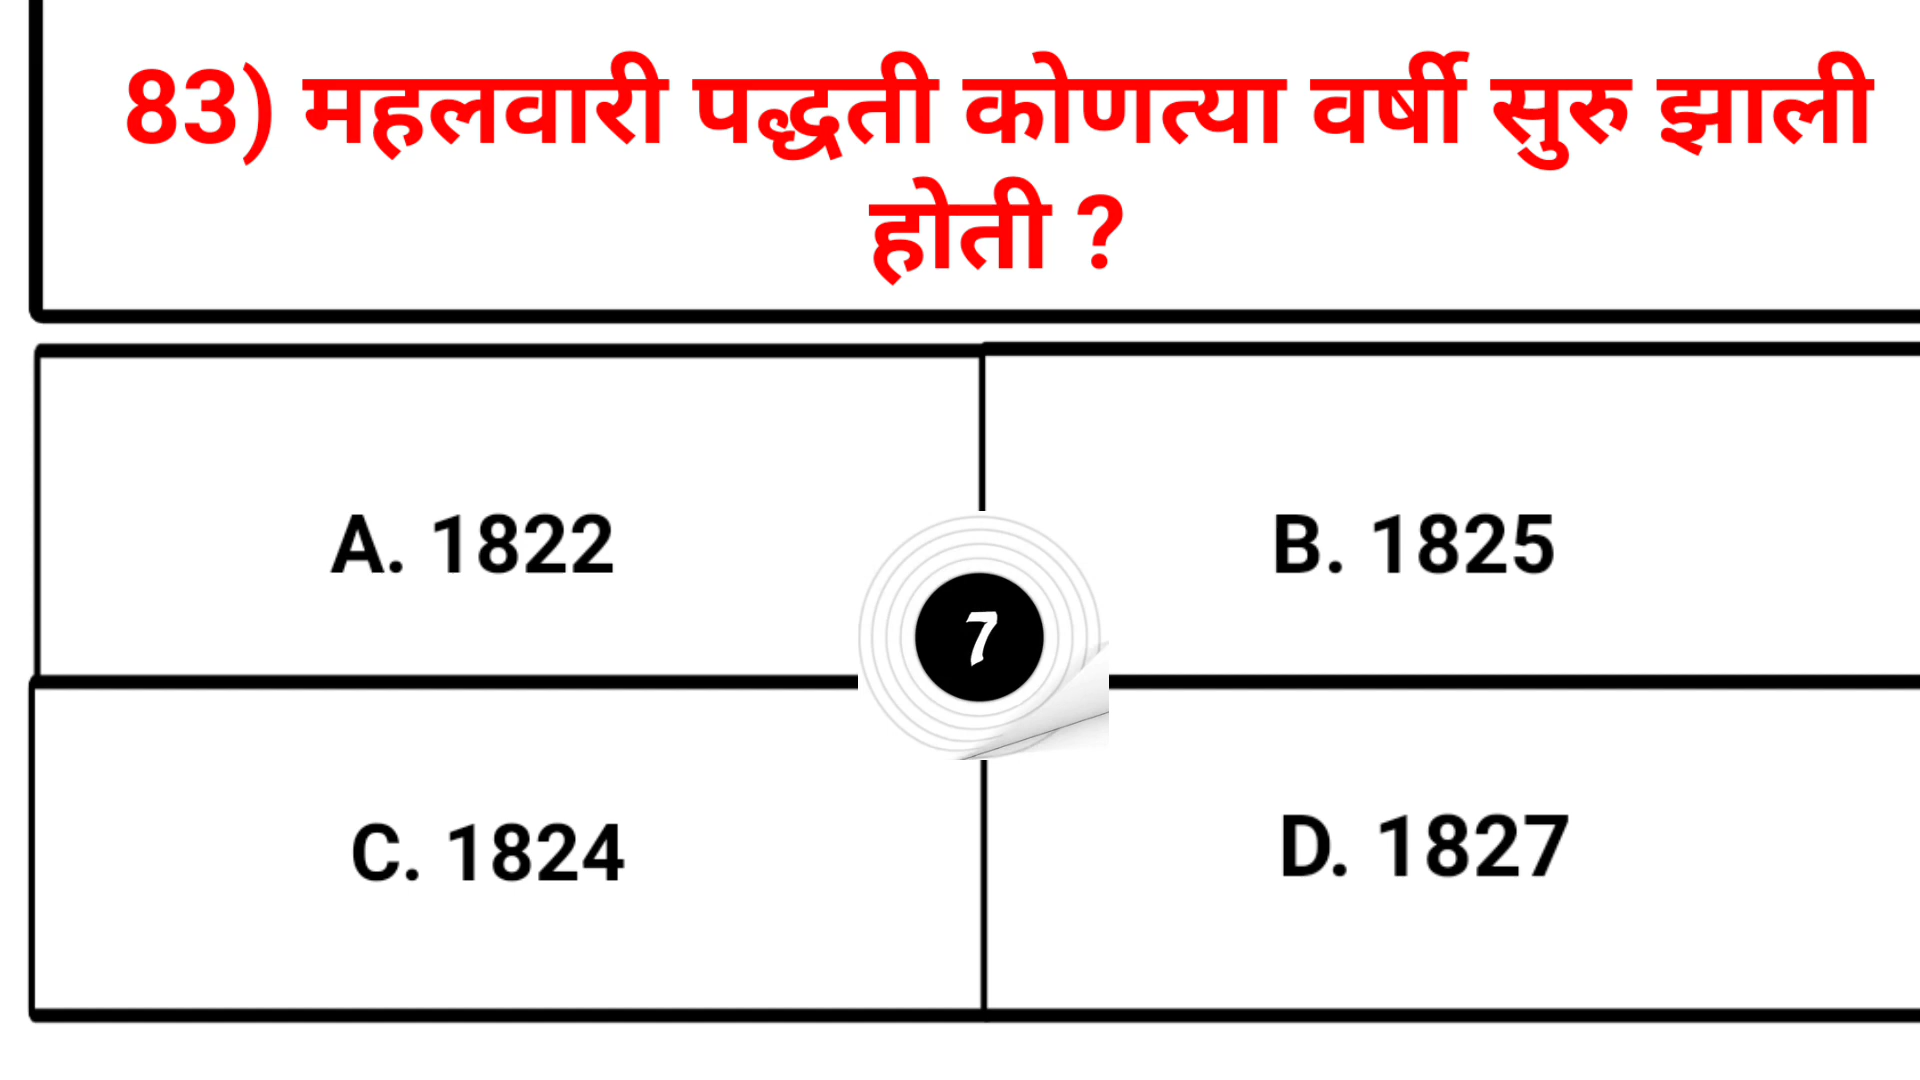 83) महलवारी पद्धती कोणत्या वर्षी सुरु झाली
होती ?
A. 1822
B. 1825
7
C. 1824
D. 1827